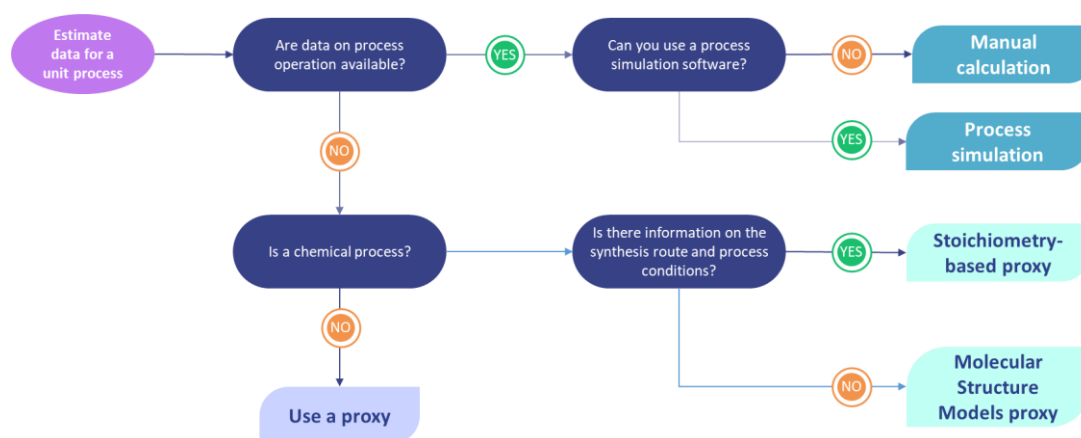 Estimate
data for a
unit process
Are data on process
operation available?
YES
Can you use a process
simulation software?
NO
Manual
calculation
YES
Process
simulation
NO
Is a chemical process?
Is there information on the
synthesis route and process
conditions?
YES
Stoichiometry-
based proxy
NO
Use a proxy
NO
Molecular
Structure
Models proxy